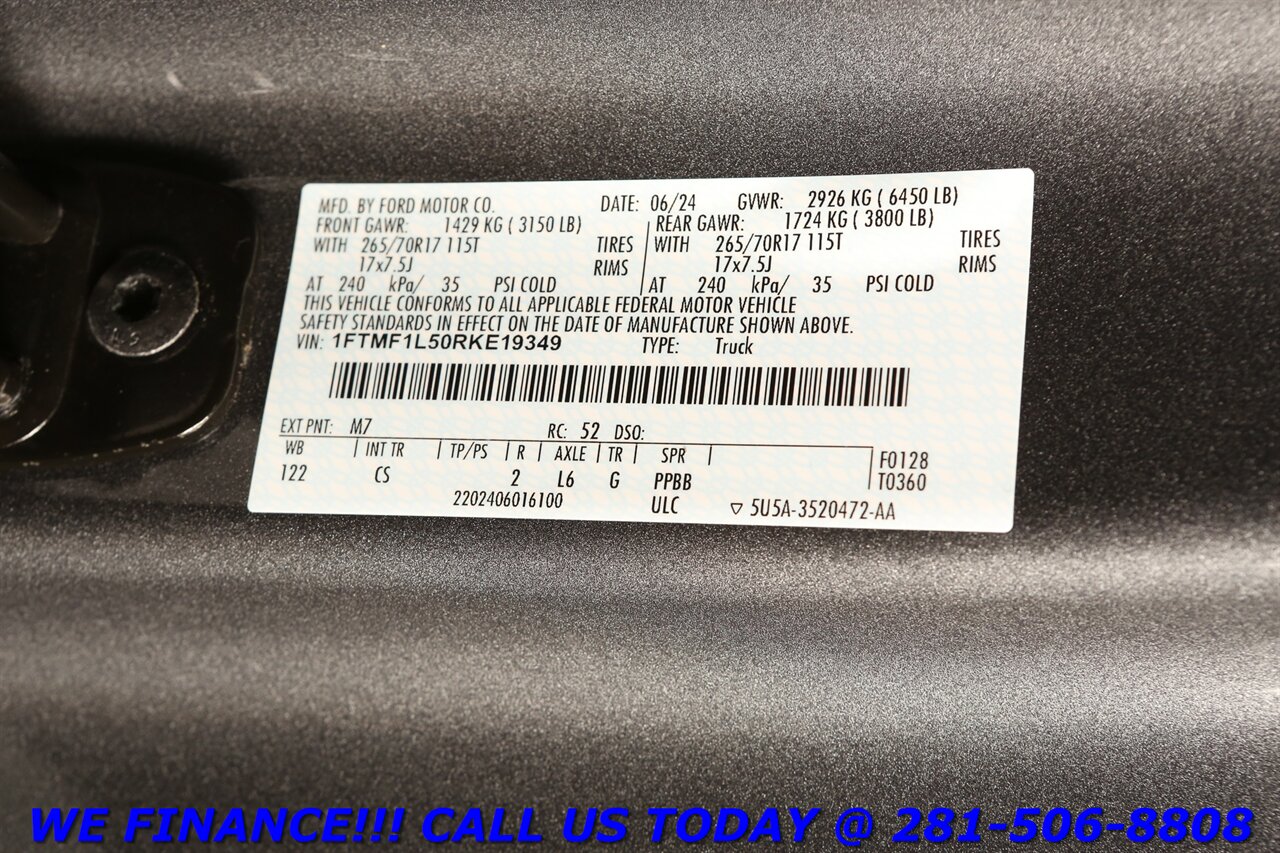 MFD. BY FORD MOTOR CO. DATE: 06/24 GVWR: 2926 KG ( 6450 LB)
FRONT GAWR: 1429 KG ( 3150 LB) REAR GAWR: 1724 KG ( 3800 LB)
WITH 265/70R17 115T TIRES WITH 265/70R17 115T TIRES
17x7.5J RIMS 17x7.5J RIMS
AT 240 kPa/ 35 PSI COLD AT 240 kPa/ 35 PSI COLD
THIS VEHICLE CONFORMS TO ALL APPLICABLE FEDERAL MOTOR VEHICLE
SAFETY STANDARDS IN EFFECT ON THE DATE OF MANUFACTURE SHOWN ABOVE.
VIN: 1FTMF1L50RKE19349 TYPE: Truck
EXT PNT: M7 RC: 52 DSO:
WB INT TR TP/PS R AXLE TR SPR F0128
122 CS 2 L6 G PPBB T0360
2202406016100 ULC ▽ 5U5A-3520472-AA
WE FINANCE!!! CALL US TODAY @ 281-506-8808